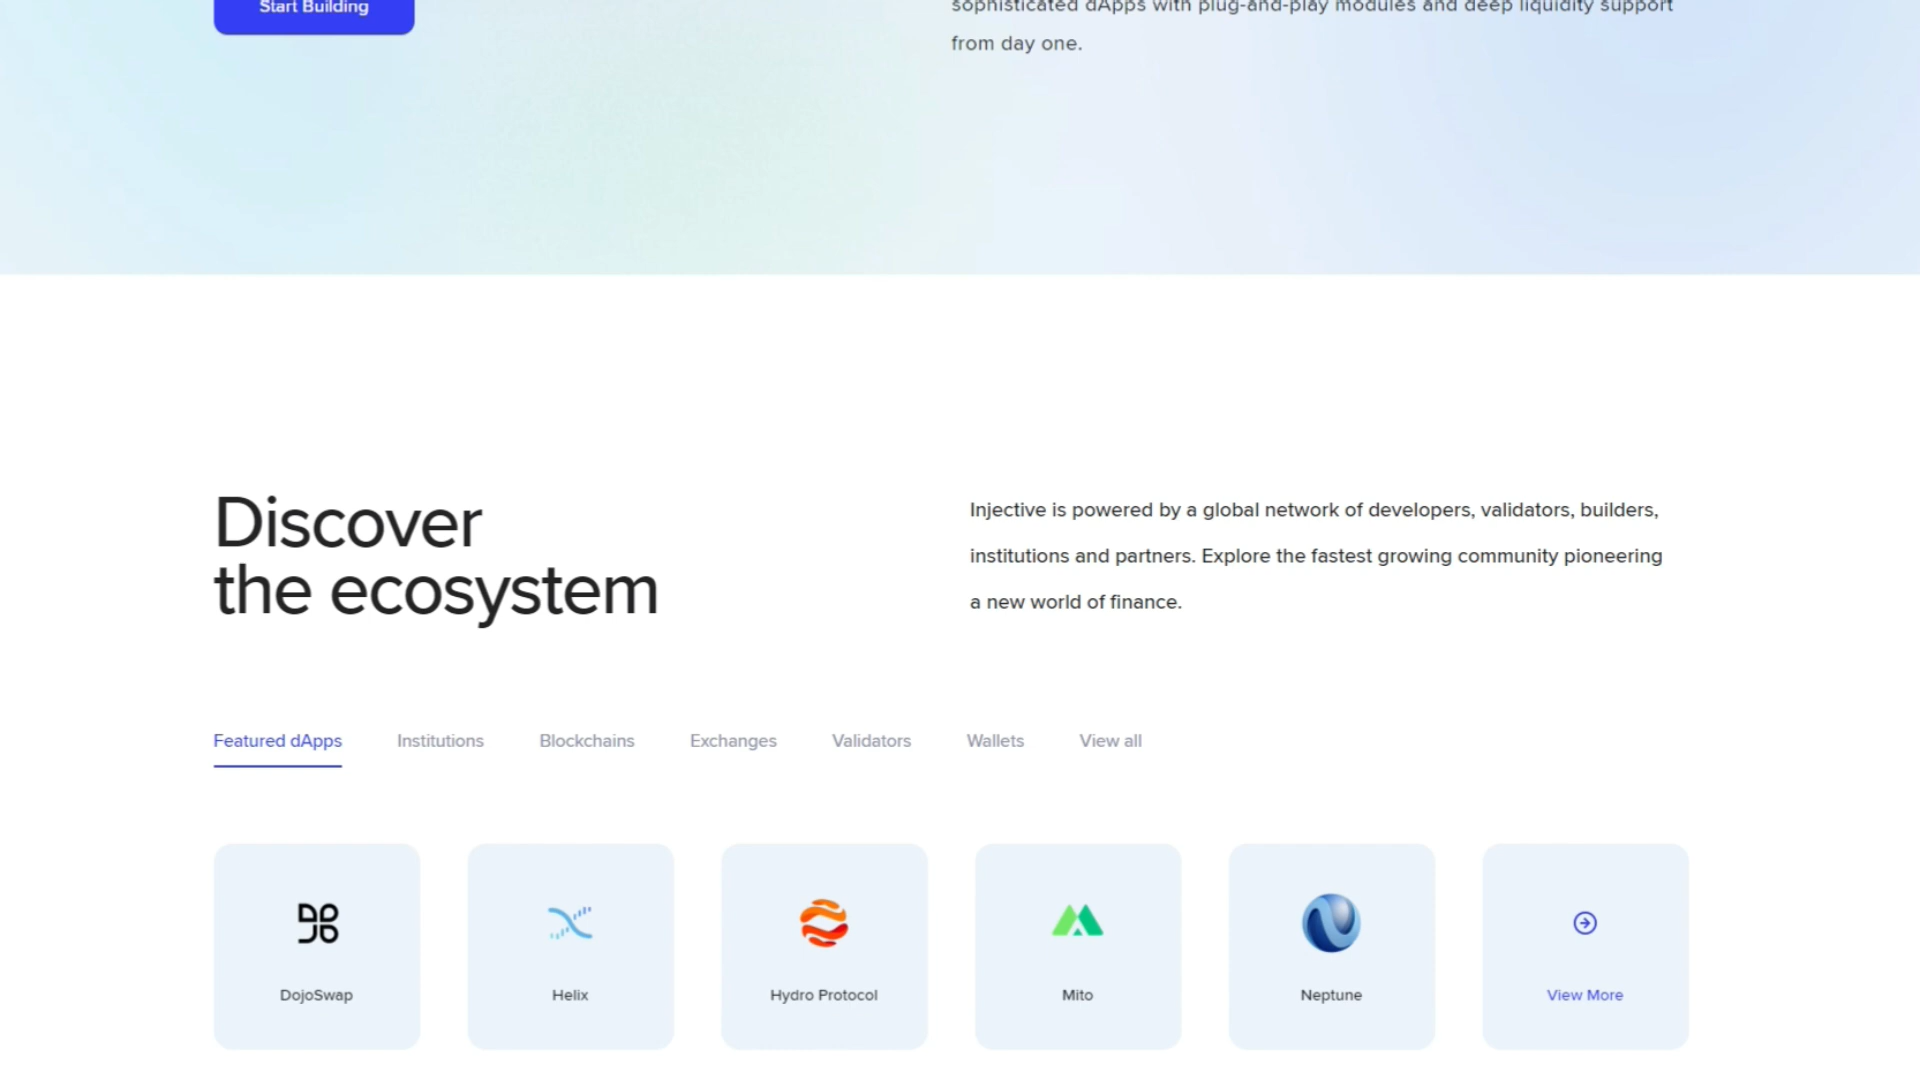 Start Building
sophisticated dApps with plug-and-play modules and deep liquidity support
from day one.
Discover
the ecosystem
Injective is powered by a global network of developers, validators, builders,
institutions and partners. Explore the fastest growing community pioneering
a new world of finance.
Featured dApps Institutions Blockchains Exchanges Validators Wallets View all
DojoSwap Helix Hydro Protocol Mito Neptune View More